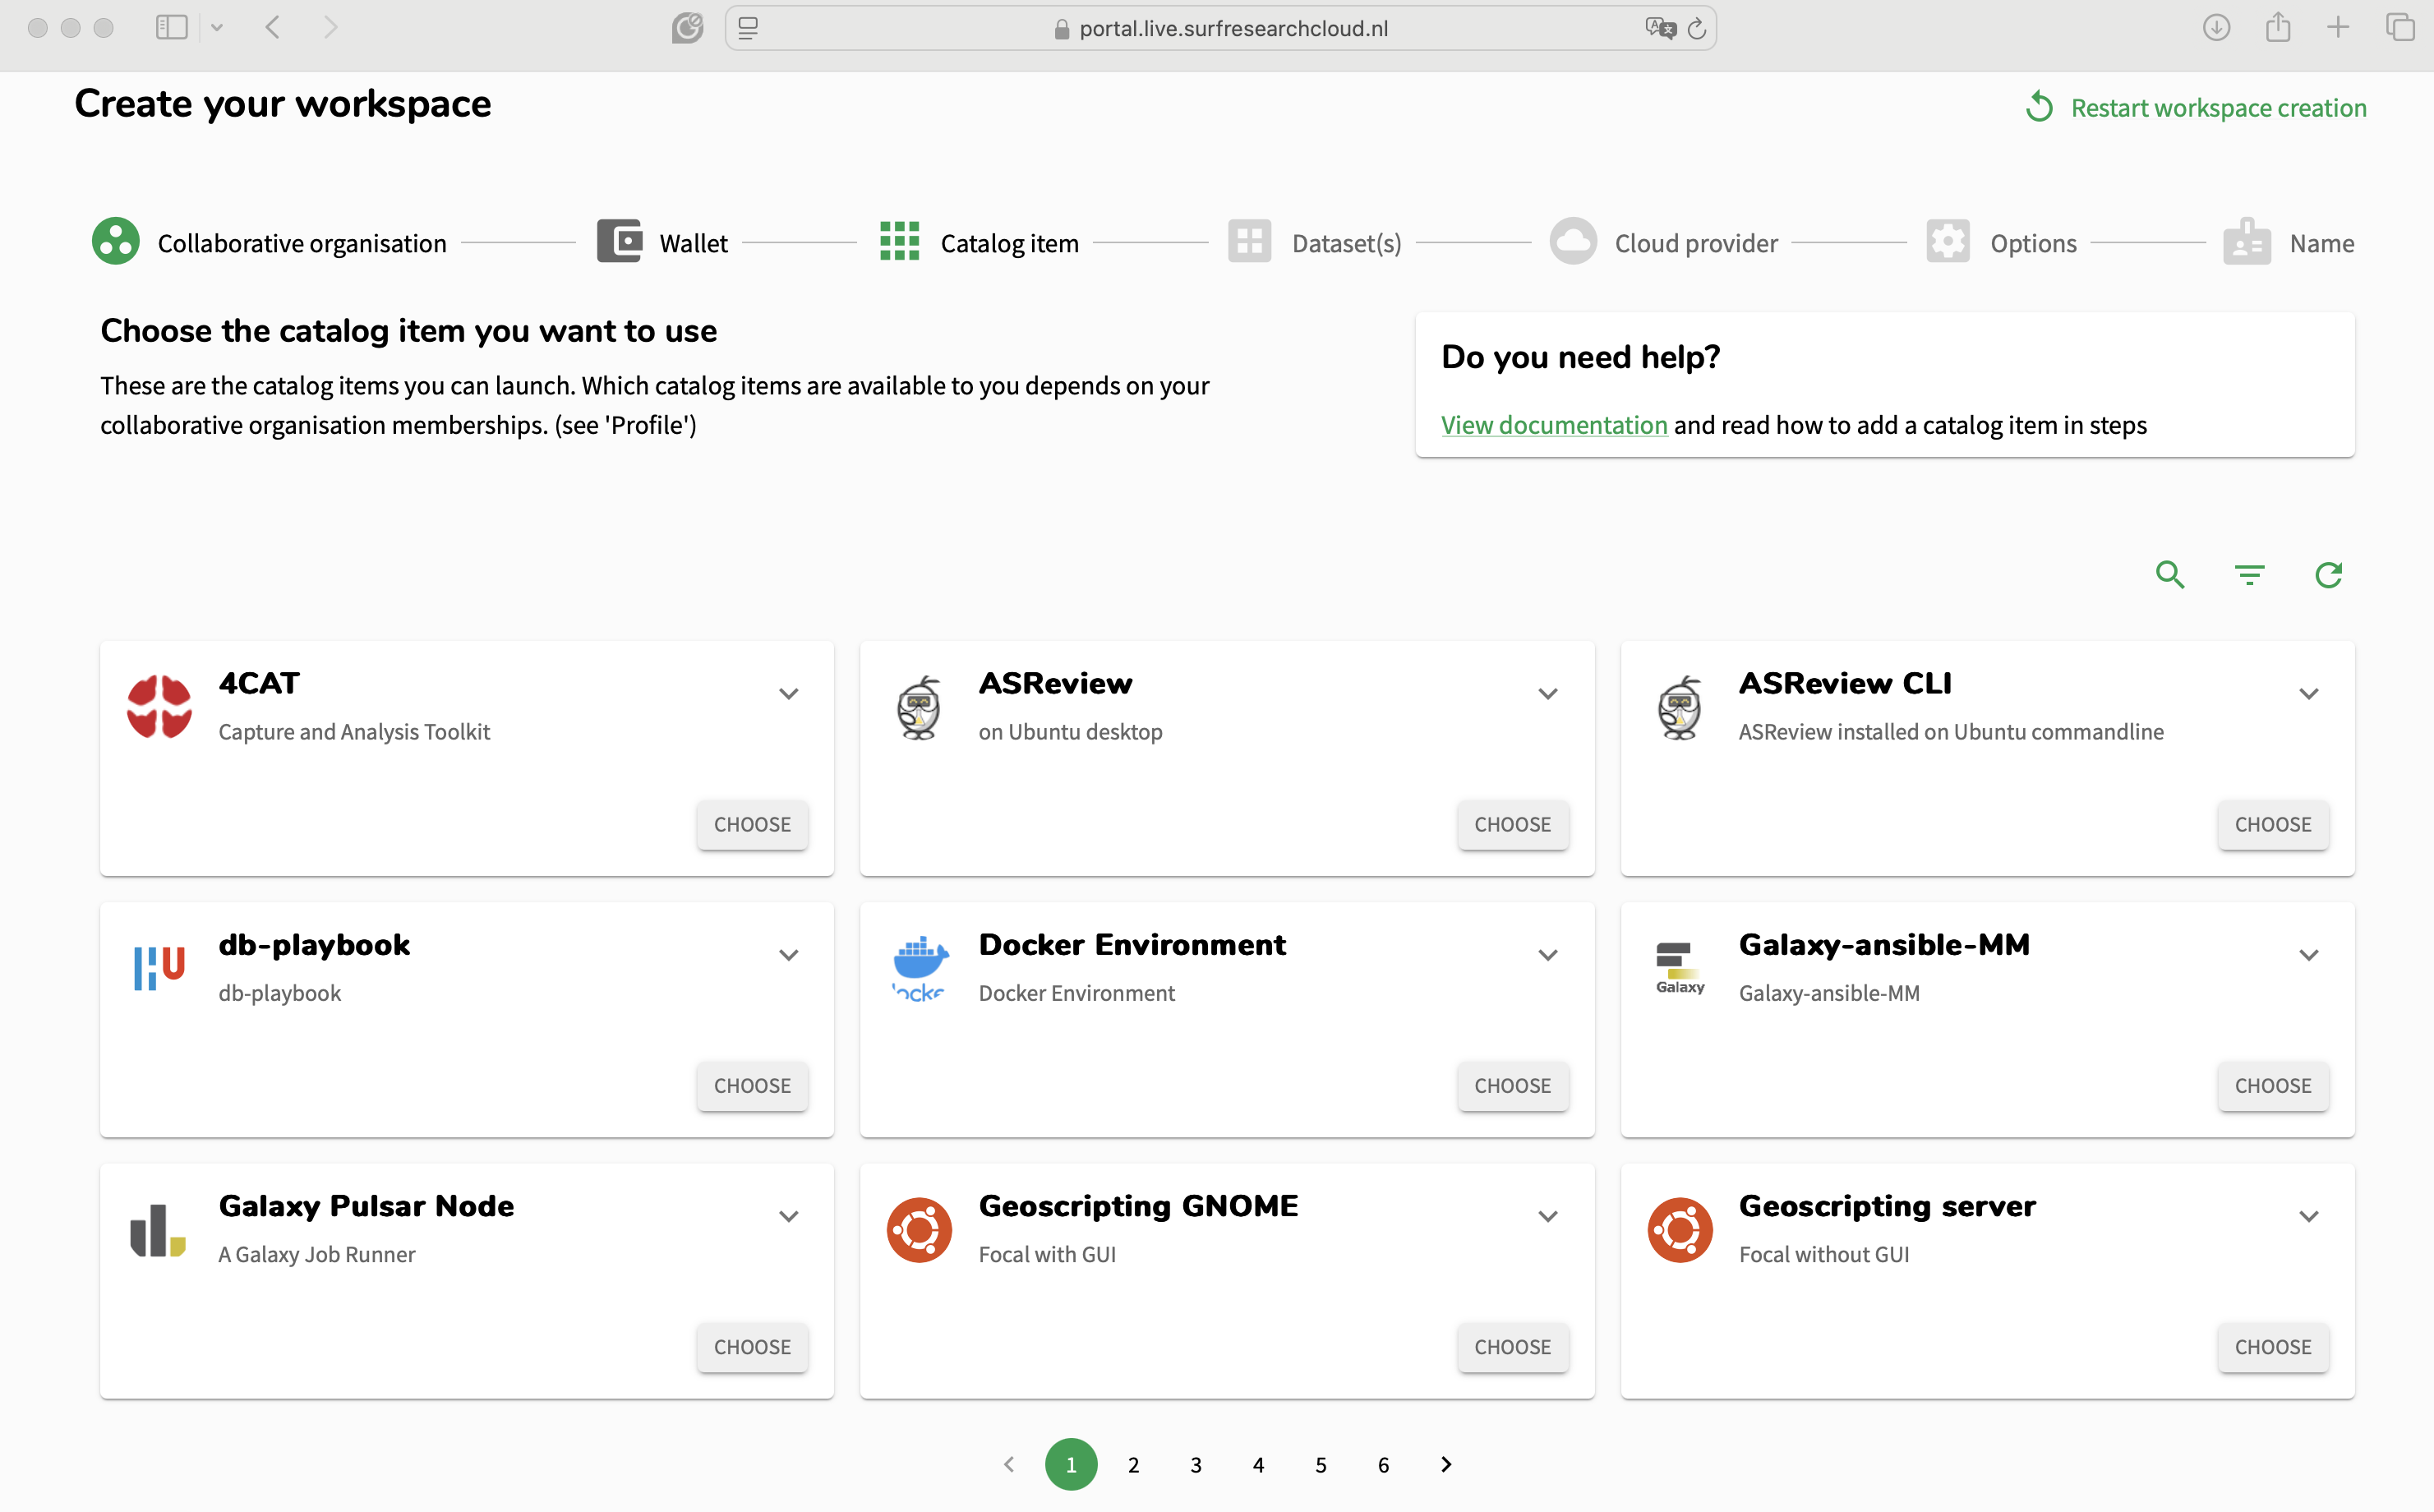 portal.live.surfresearchcloud.nl
Create your workspace
Restart workspace creation
Collaborative organisation
Wallet
Catalog item
Dataset(s)
Cloud provider
Options
Name
Choose the catalog item you want to use
These are the catalog items you can launch. Which catalog items are available to you depends on your
collaborative organisation memberships. (see 'Profile')
Do you need help?
View documentation and read how to add a catalog item in steps
4CAT
Capture and Analysis Toolkit
CHOOSE
ASReview
on Ubuntu desktop
CHOOSE
ASReview CLI
ASReview installed on Ubuntu commandline
CHOOSE
HU
db-playbook
db-playbook
CHOOSE
Docker Environment
Docker Environment
CHOOSE
Galaxy
Galaxy-ansible-MM
Galaxy-ansible-MM
CHOOSE
Galaxy Pulsar Node
A Galaxy Job Runner
CHOOSE
Geoscripting GNOME
Focal with GUI
CHOOSE
Geoscripting server
Focal without GUI
CHOOSE
1 2 3 4 5 6